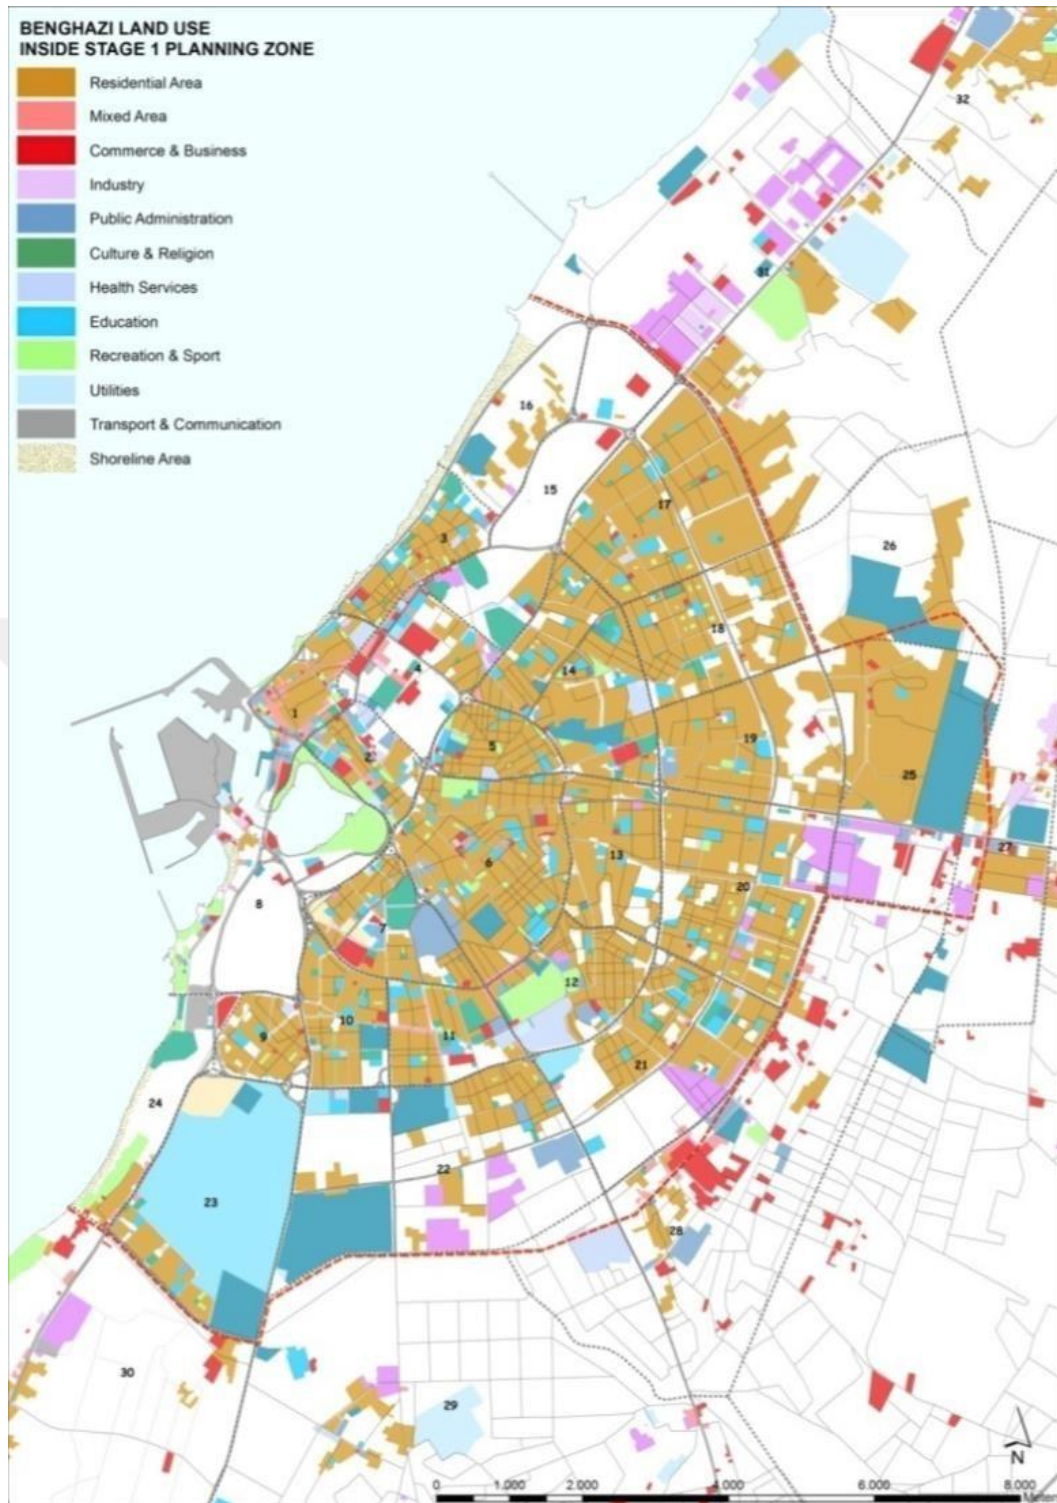 BENGHAZI LAND USE
INSIDE STAGE 1 PLANNING ZONE
Residential Area
Mixed Area
Commerce & Business
Industry
Public Administration
Culture & Religion
Health Services
Education
Recreation & Sport
Utilities
Transport & Communication
Shoreline Area
32
31
16
15
17
3
26
18
4
14
1
2
5
19
25
27
6
13
20
8
7
12
9
10
11
21
24
22
23
28
30
29
N
0 1.000 2.000 4.000 6.000 8.000